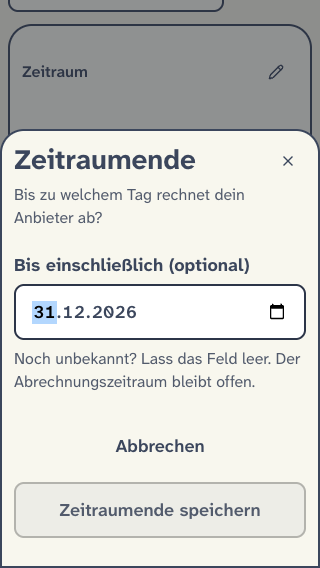 Zeitraum
Zeitraumende
Bis zu welchem Tag rechnet dein
Anbieter ab?
Bis einschließlich (optional)
31.12.2026
Noch unbekannt? Lass das Feld leer. Der
Abrechnungszeitraum bleibt offen.
Abbrechen
Zeitraumende speichern